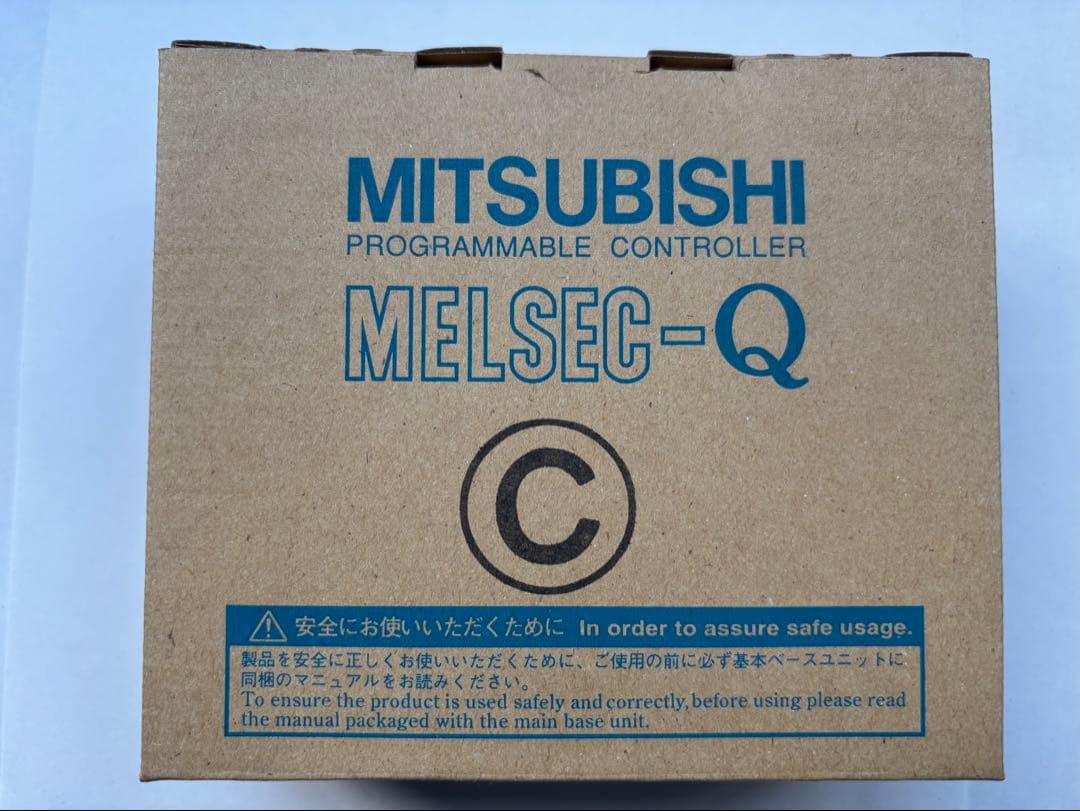 MITSUBISHI
PROGRAMMABLE CONTROLLER
MELSEC-Q
C
安全にお使いいただくために In order to assure safe usage.
製品を安全に正しくお使いいただくために、ご使用の前に必ず基本ベースユニットに
同梱のマニュアルをお読みください。
To ensure the product is used safely and correctly, before using please read
the manual packaged with the main base unit.